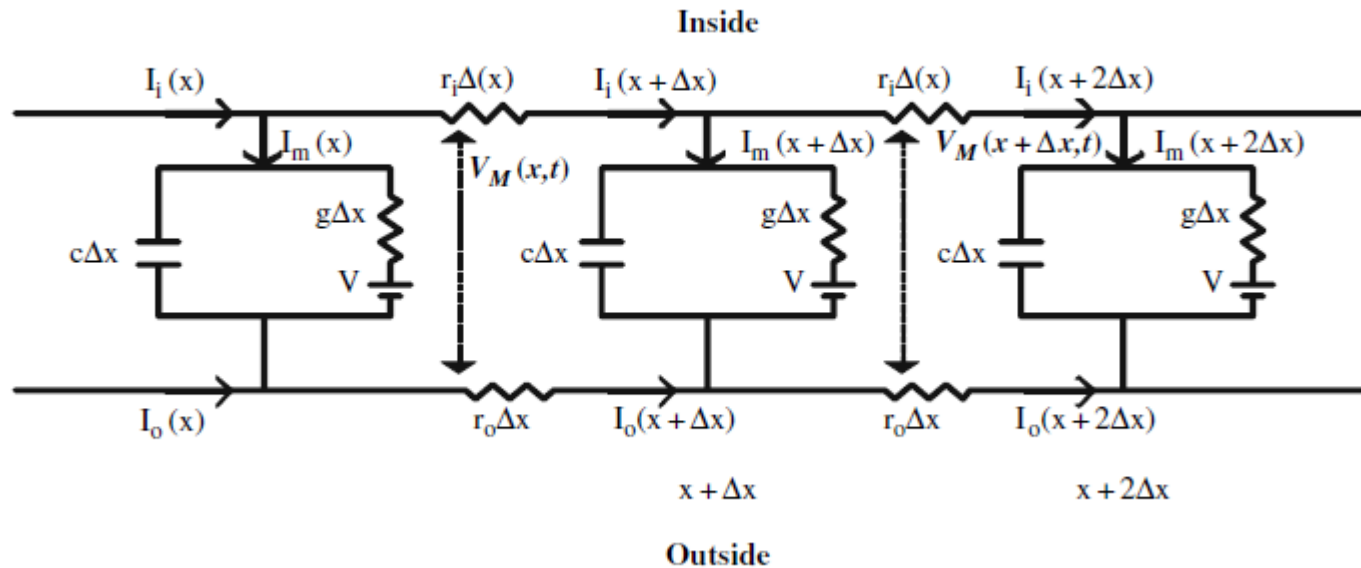 Inside
I_i(x) r_iΔ(x) I_i(x + Δx) r_iΔ(x) I_i(x + 2Δx)
I_m(x) V_M(x,t) I_m(x + Δx) V_M(x + Δx,t) I_m(x + 2Δx)
gΔx gΔx gΔx
cΔx cΔx cΔx
V V V
I_o(x) r_oΔx I_o(x + Δx) r_oΔx I_o(x + 2Δx)
x + Δx x + 2Δx
Outside